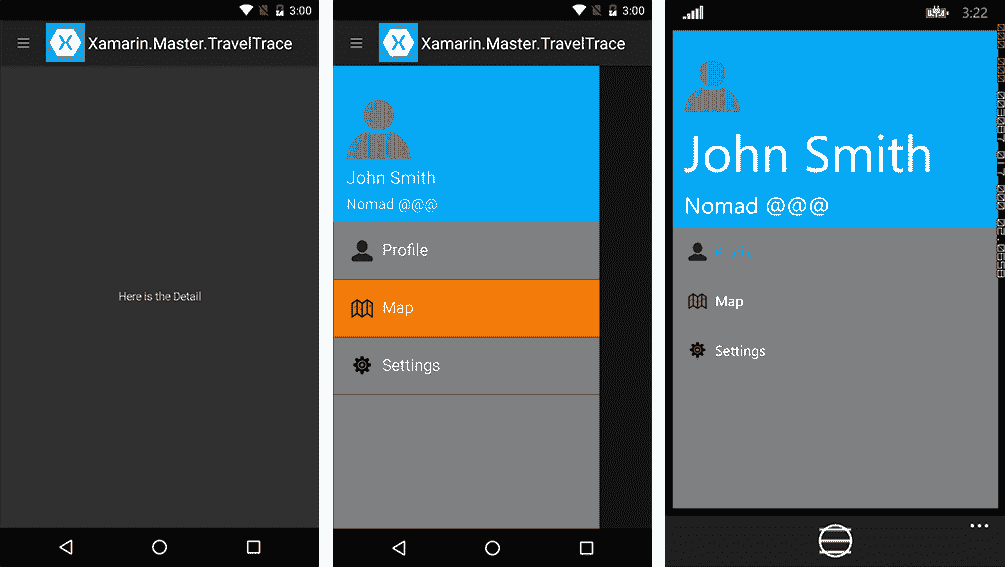 3:00
Xamarin.Master.TravelTrace
Here is the Detail
3:00
Xamarin.Master.TravelTrace
John Smith
Nomad @@@
Profile
Map
Settings
3:22
John Smith
Nomad @@@
Profile
Map
Settings